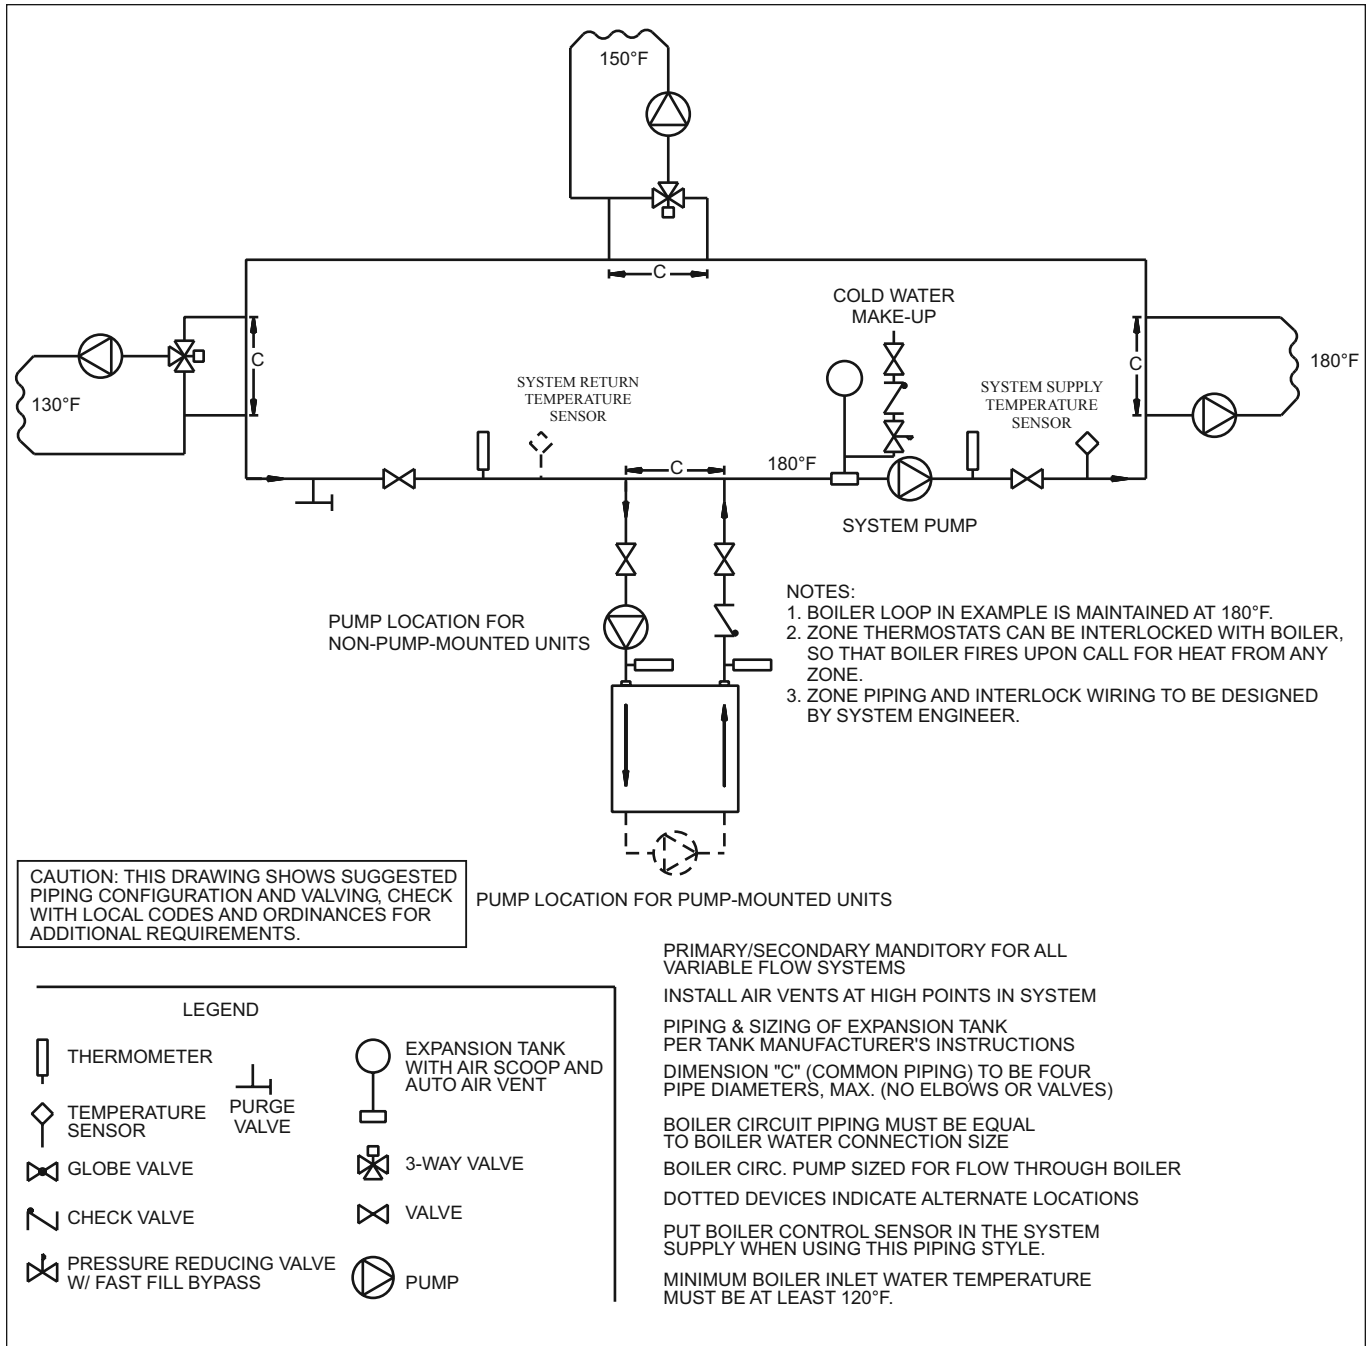 150°F
C
COLD WATER
MAKE-UP
C
130°F
SYSTEM RETURN
TEMPERATURE
SENSOR
SYSTEM SUPPLY
TEMPERATURE
SENSOR
C
180°F
C
180°F
SYSTEM PUMP
PUMP LOCATION FOR
NON-PUMP-MOUNTED UNITS
NOTES:
1. BOILER LOOP IN EXAMPLE IS MAINTAINED AT 180°F.
2. ZONE THERMOSTATS CAN BE INTERLOCKED WITH BOILER,
SO THAT BOILER FIRES UPON CALL FOR HEAT FROM ANY
ZONE.
3. ZONE PIPING AND INTERLOCK WIRING TO BE DESIGNED
BY SYSTEM ENGINEER.
CAUTION: THIS DRAWING SHOWS SUGGESTED
PIPING CONFIGURATION AND VALVING, CHECK
WITH LOCAL CODES AND ORDINANCES FOR
ADDITIONAL REQUIREMENTS.
PUMP LOCATION FOR PUMP-MOUNTED UNITS
LEGEND
THERMOMETER
TEMPERATURE
SENSOR
GLOBE VALVE
CHECK VALVE
PRESSURE REDUCING VALVE
W/ FAST FILL BYPASS
PURGE
VALVE
EXPANSION TANK
WITH AIR SCOOP AND
AUTO AIR VENT
3-WAY VALVE
VALVE
PUMP
PRIMARY/SECONDARY MANDITORY FOR ALL
VARIABLE FLOW SYSTEMS
INSTALL AIR VENTS AT HIGH POINTS IN SYSTEM
PIPING & SIZING OF EXPANSION TANK
PER TANK MANUFACTURER'S INSTRUCTIONS
DIMENSION "C" (COMMON PIPING) TO BE FOUR
PIPE DIAMETERS, MAX. (NO ELBOWS OR VALVES)
BOILER CIRCUIT PIPING MUST BE EQUAL
TO BOILER WATER CONNECTION SIZE
BOILER CIRC. PUMP SIZED FOR FLOW THROUGH BOILER
DOTTED DEVICES INDICATE ALTERNATE LOCATIONS
PUT BOILER CONTROL SENSOR IN THE SYSTEM
SUPPLY WHEN USING THIS PIPING STYLE.
MINIMUM BOILER INLET WATER TEMPERATURE
MUST BE AT LEAST 120°F.